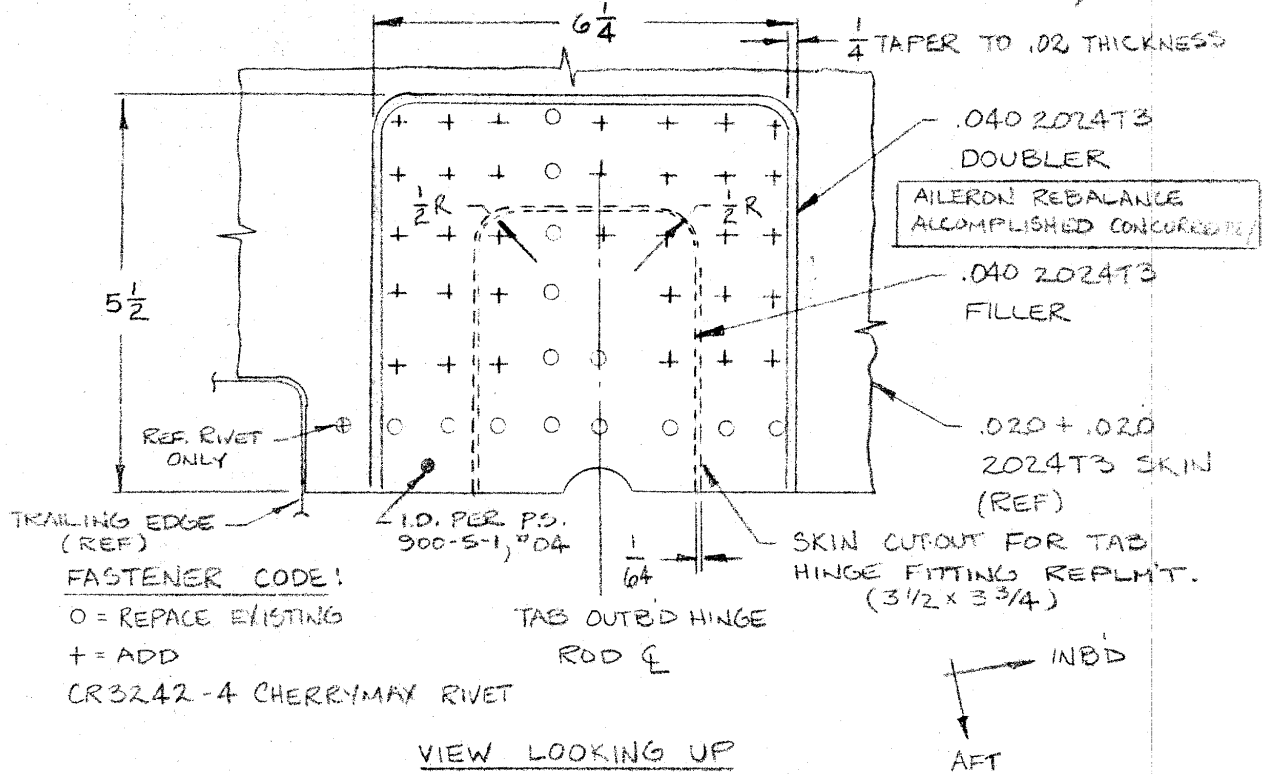 6 1/4
1/4 TAPER TO .02 THICKNESS
.040 2024T3
DOUBLER
AILERON REBALANCE
ACCOMPLISHED CONCURRENTLY
1/2 R
1/2 R
.040 2024T3
FILLER
5 1/2
REF. RIVET
ONLY
.020 + .020
2024T3 SKIN
(REF)
TRAILING EDGE
(REF)
I.D. PER P.S.
900-5-1, "04
1/64
SKIN CUTOUT FOR TAB
HINGE FITTING REPLM'T.
(3 1/2 x 3 3/4)
FASTENER CODE:
O = REPACE EXISTING
+ = ADD
CR3242-4 CHERRYMAX RIVET
TAB OUTB'D HINGE
ROD ℄
INB'D
AFT
VIEW LOOKING UP